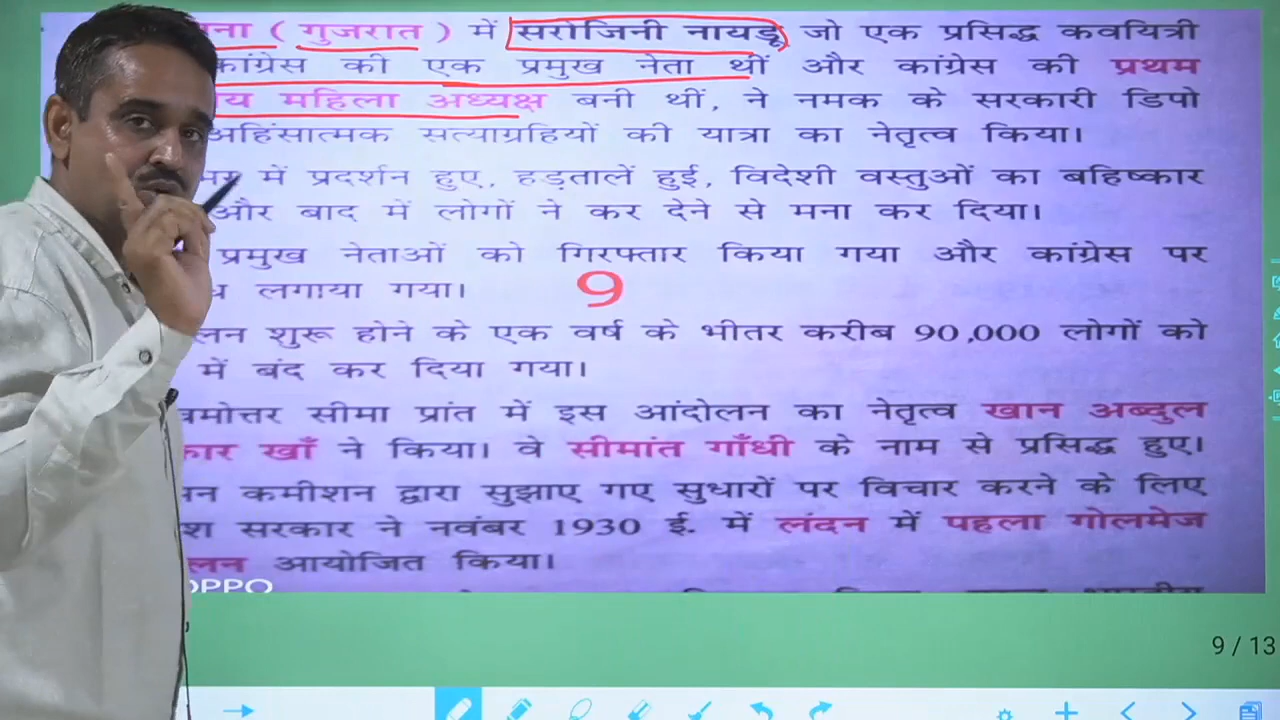 ( गुजरात ) में सरोजिनी नायडू जो एक प्रसिद्ध कवयित्री
कांग्रेस की एक प्रमुख नेता थीं और कांग्रेस की प्रथम
महिला अध्यक्ष बनी थीं, ने नमक के सरकारी डिपो
अहिंसात्मक सत्याग्रहियों की यात्रा का नेतृत्व किया।
में प्रदर्शन हुए, हड़तालें हुई, विदेशी वस्तुओं का बहिष्कार
और बाद में लोगों ने कर देने से मना कर दिया।
प्रमुख नेताओं को गिरफ्तार किया गया और कांग्रेस पर
लगाया गया।
9
शुरू होने के एक वर्ष के भीतर करीब 90,000 लोगों को
में बंद कर दिया गया।
सीमा प्रांत में इस आंदोलन का नेतृत्व खान अब्दुल
खाँ ने किया। वे सीमांत गाँधी के नाम से प्रसिद्ध हुए।
कमीशन द्वारा सुझाए गए सुधारों पर विचार करने के लिए
सरकार ने नवंबर 1930 ई. में लंदन में पहला गोलमेज
आयोजित किया।
OPPO
9 / 13